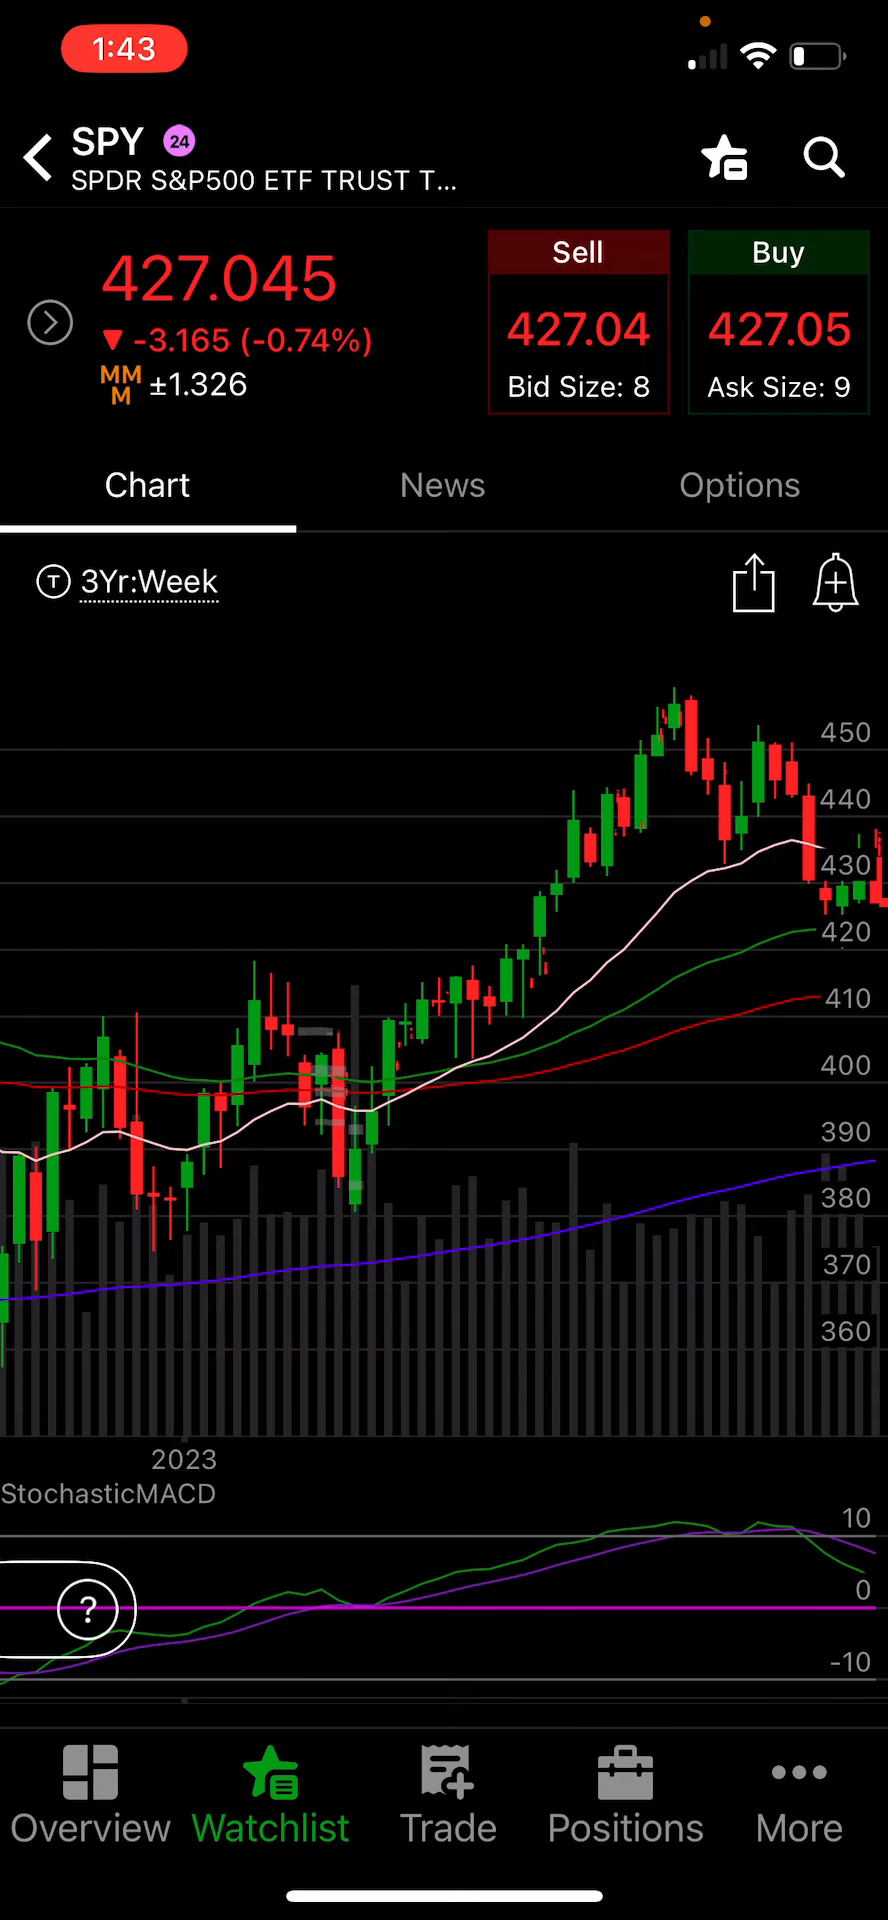 1:43
SPY 24
SPDR S&P500 ETF TRUST T...
427.045
▼ -3.165 (-0.74%)
MM
M
±1.326
Sell
427.04
Bid Size: 8
Buy
427.05
Ask Size: 9
Chart
News
Options
T 3Yr:Week
450
440
430
420
410
400
390
380
370
360
2023
StochasticMACD
10
0
-10
?
Overview
Watchlist
Trade
Positions
More